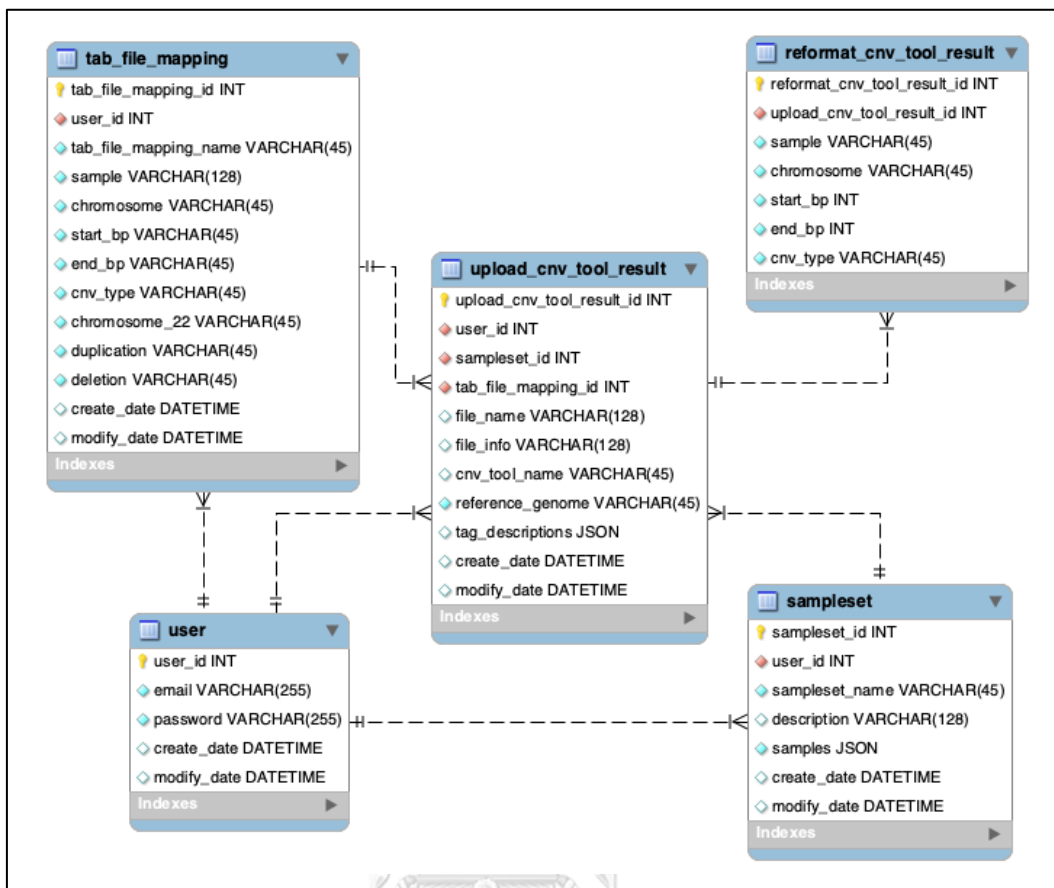 tab_file_mapping
tab_file_mapping_id INT
user_id INT
tab_file_mapping_name VARCHAR(45)
sample VARCHAR(128)
chromosome VARCHAR(45)
start_bp VARCHAR(45)
end_bp VARCHAR(45)
cnv_type VARCHAR(45)
chromosome_22 VARCHAR(45)
duplication VARCHAR(45)
deletion VARCHAR(45)
create_date DATETIME
modify_date DATETIME
Indexes
reformat_cnv_tool_result
reformat_cnv_tool_result_id INT
upload_cnv_tool_result_id INT
sample VARCHAR(45)
chromosome VARCHAR(45)
start_bp INT
end_bp INT
cnv_type VARCHAR(45)
Indexes
upload_cnv_tool_result
upload_cnv_tool_result_id INT
user_id INT
sampleset_id INT
tab_file_mapping_id INT
file_name VARCHAR(128)
file_info VARCHAR(128)
cnv_tool_name VARCHAR(45)
reference_genome VARCHAR(45)
tag_descriptions JSON
create_date DATETIME
modify_date DATETIME
Indexes
user
user_id INT
email VARCHAR(255)
password VARCHAR(255)
create_date DATETIME
modify_date DATETIME
Indexes
sampleset
sampleset_id INT
user_id INT
sampleset_name VARCHAR(45)
description VARCHAR(128)
samples JSON
create_date DATETIME
modify_date DATETIME
Indexes